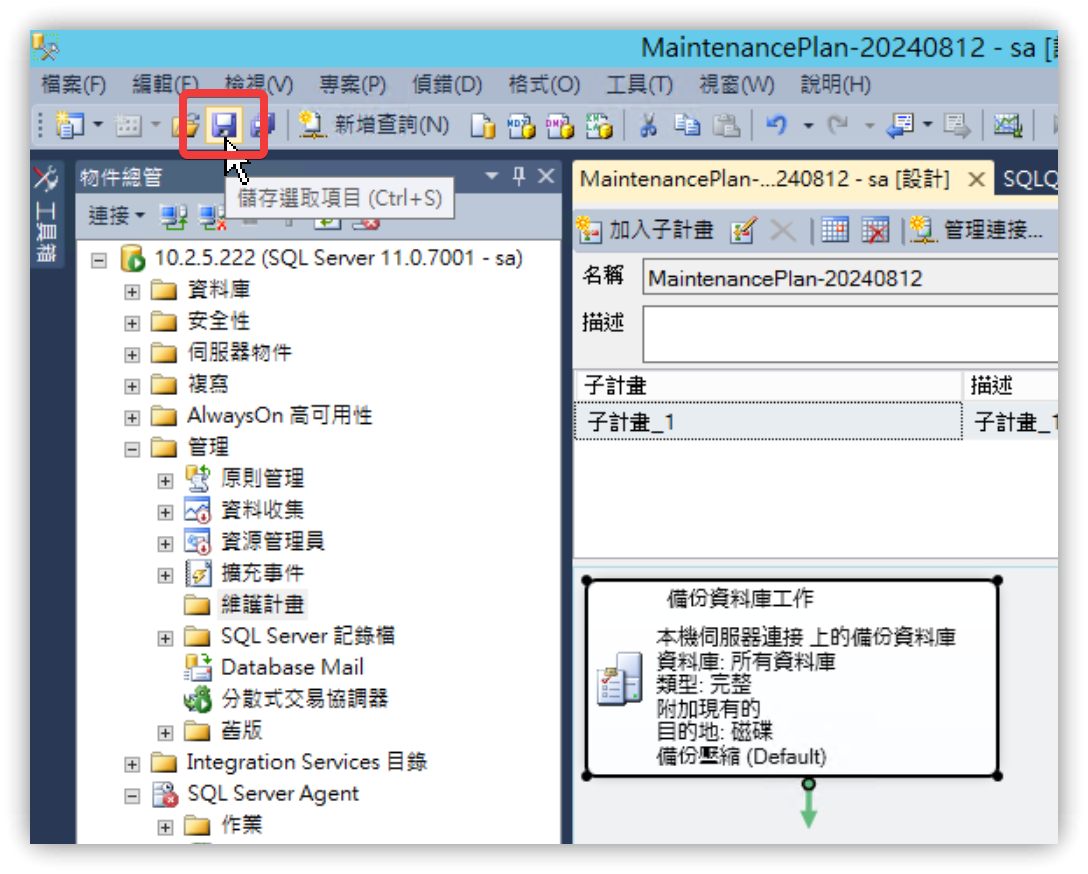 MaintenancePlan-20240812 - sa [設
檔案(F) 編輯(E) 檢視(V) 專案(P) 偵錯(D) 格式(O) 工具(T) 視窗(W) 說明(H)
新增查詢(N)
工具箱
物件總管
儲存選取項目 (Ctrl+S)
連接
10.2.5.222 (SQL Server 11.0.7001 - sa)
資料庫
安全性
伺服器物件
複寫
AlwaysOn 高可用性
管理
原則管理
資料收集
資源管理員
擴充事件
維護計畫
SQL Server 記錄檔
Database Mail
分散式交易協調器
舊版
Integration Services 目錄
SQL Server Agent
作業
MaintenancePlan-...240812 - sa [設計] SQLQ
加入子計畫 管理連接...
名稱 MaintenancePlan-20240812
描述
子計畫 描述
子計畫_1 子計畫_1
備份資料庫工作
本機伺服器連接 上的備份資料庫
資料庫: 所有資料庫
類型: 完整
附加現有的
目的地: 磁碟
備份壓縮 (Default)